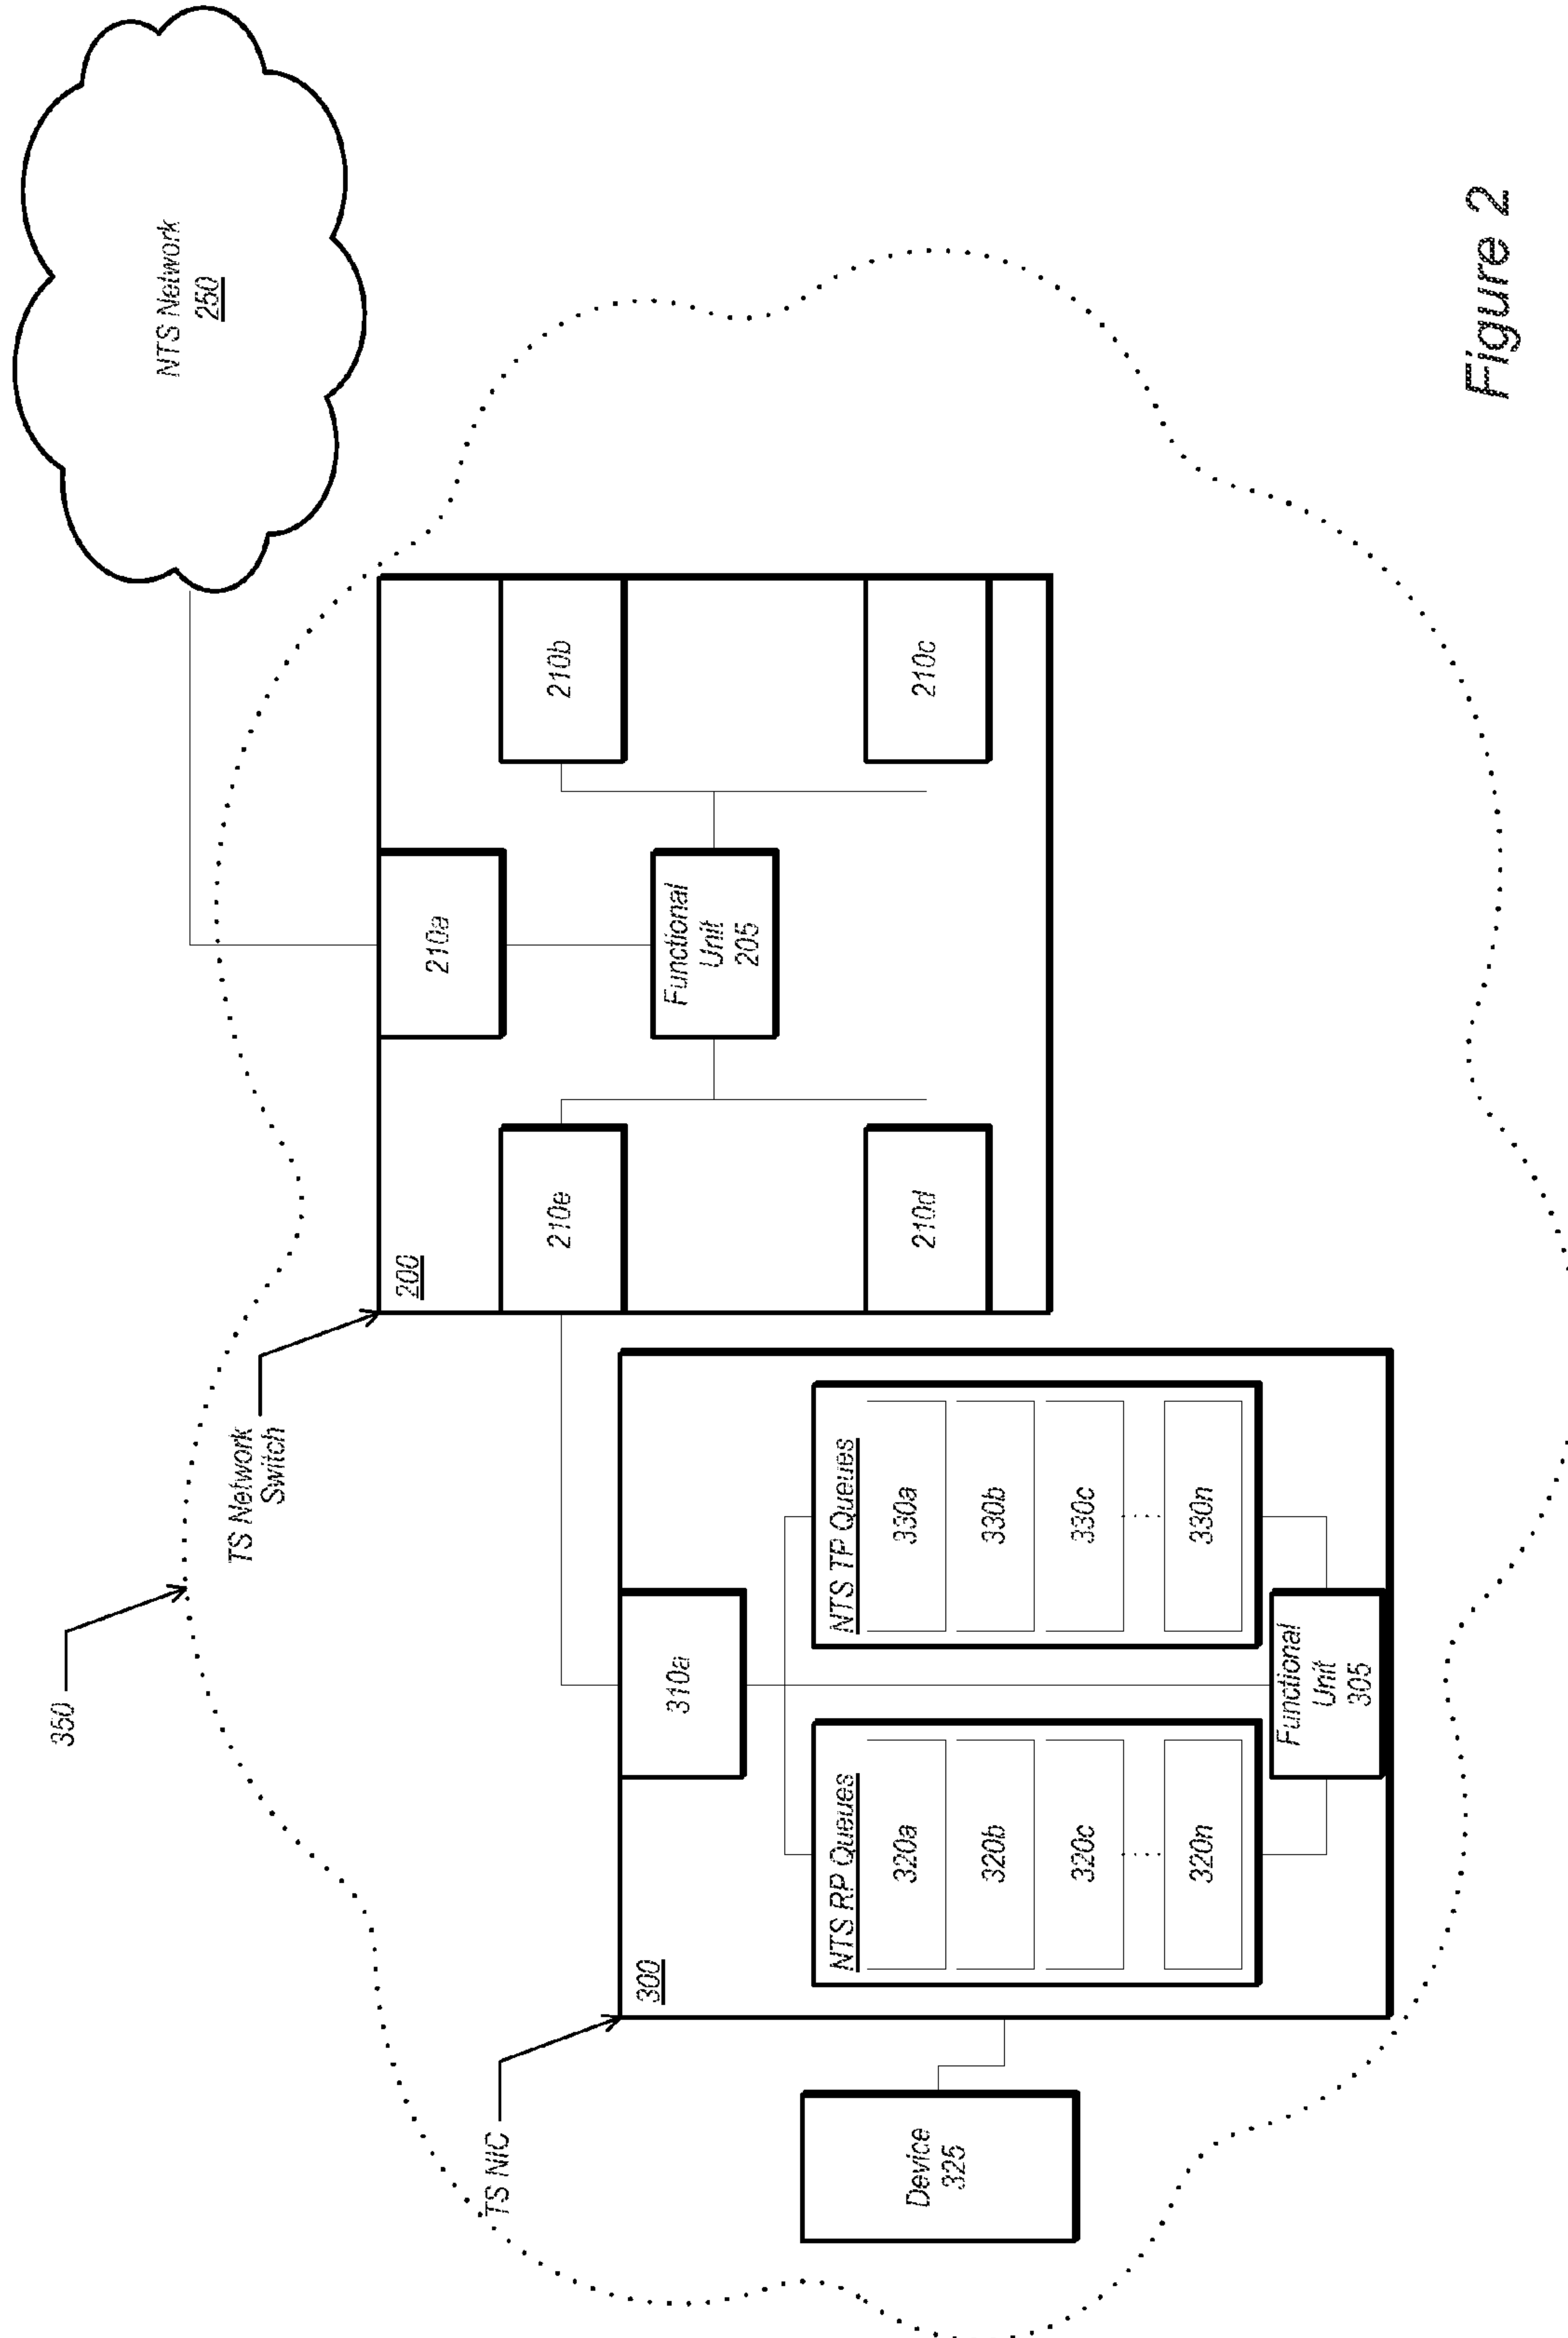 350
TS Network
Switch
NTS Network
250
TS NIC
200
210a
210e
210b
Functional
Unit
205
210d
210c
300
310a
Device
325
NTS RP Queues
320a
320b
320c
. . . . .
320n
NTS TP Queues
330a
330b
330c
. . . . .
330n
Functional
Unit
305
Figure 2